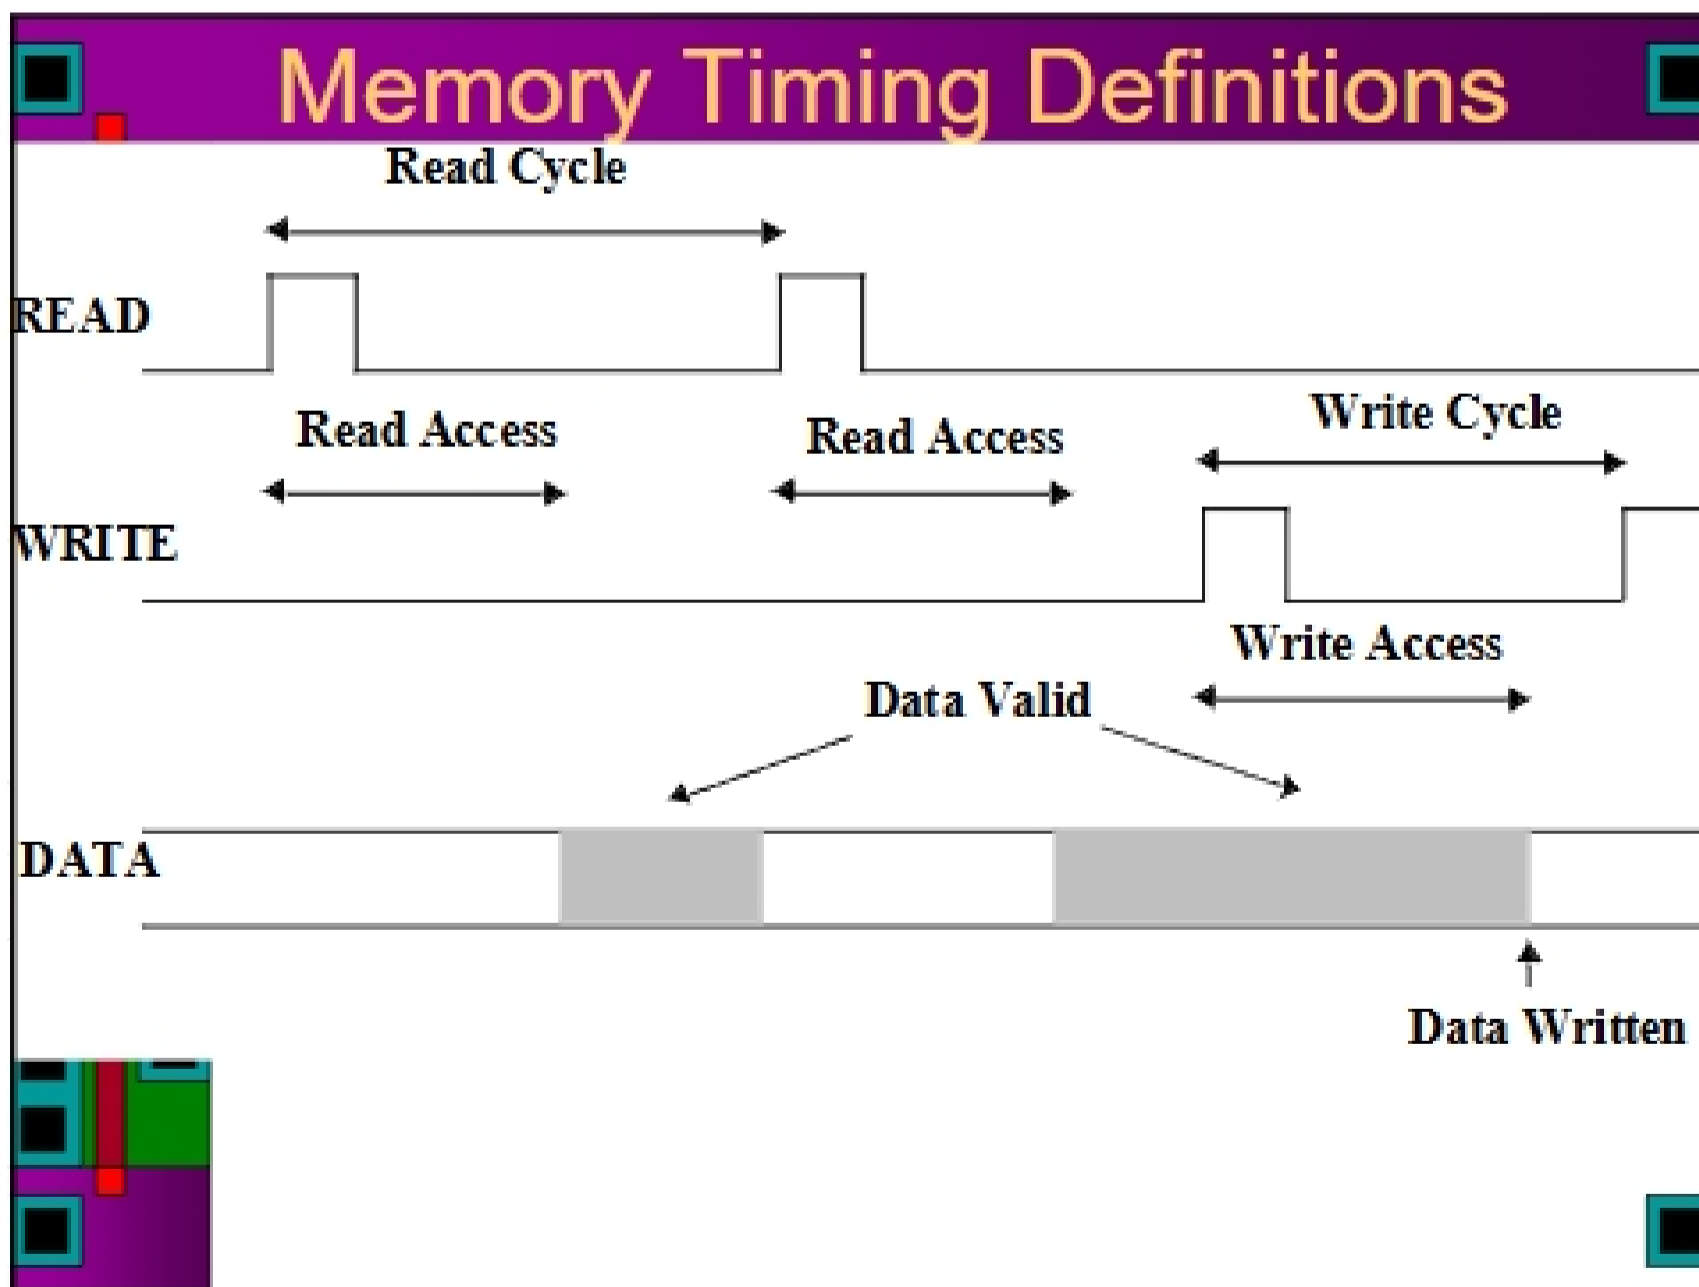 Memory Timing Definitions
Read Cycle
READ
Read Access
Read Access
Write Cycle
WRITE
Write Access
Data Valid
DATA
Data Written